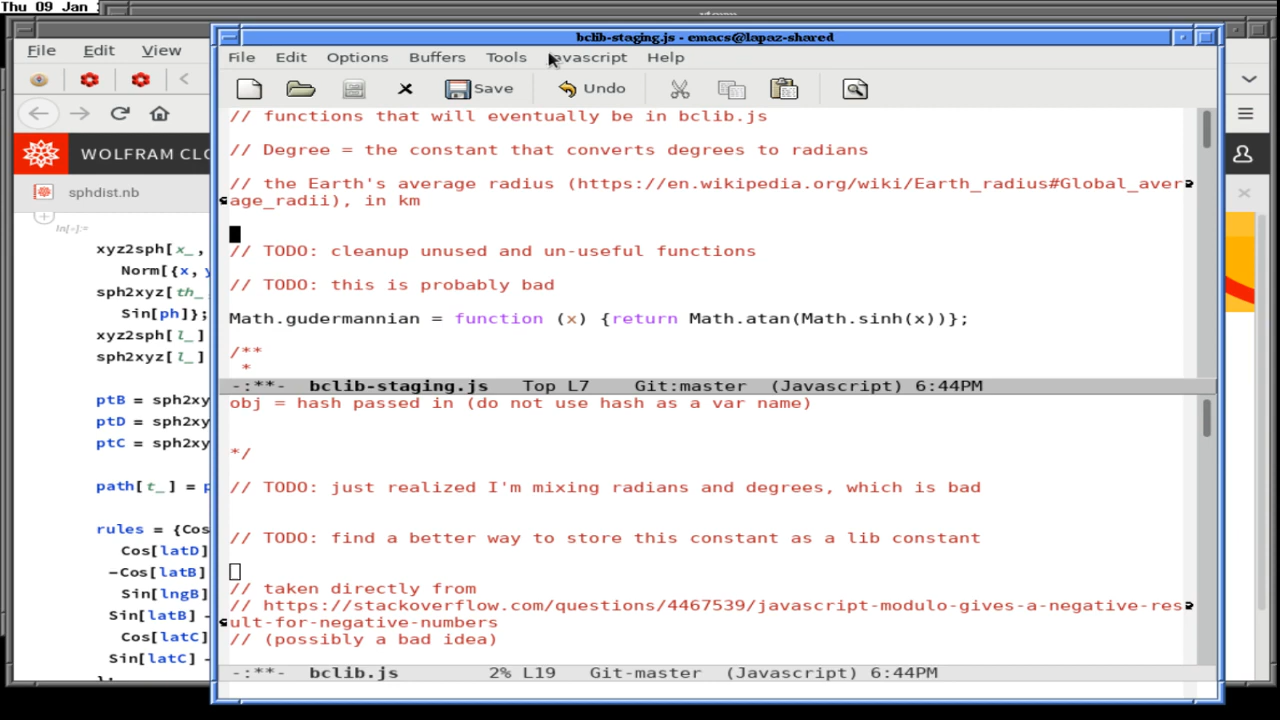 Thu 09 Jan
bclib-staging.js - emacs@lapaz-shared
File Edit View
File Edit Options Buffers Tools Javascript Help
Save Undo
WOLFRAM CLO
sphdist.nb
In[-]:=
xyz2sph[x_,
Norm[{x, y
sph2xyz[th_
Sin[ph]};
xyz2sph[l_]
sph2xyz[l_]
ptB = sph2xy
ptD = sph2xy
ptC = sph2xy
path[t_] = p
rules = {Cos
Cos[latD]
-Cos[latB]
Sin[lngB]
Sin[latB] -
Cos[latC]
Sin[latC] -
};
// functions that will eventually be in bclib.js
// Degree = the constant that converts degrees to radians
// the Earth's average radius (https://en.wikipedia.org/wiki/Earth_radius#Global_aver
age_radii), in km
// TODO: cleanup unused and un-useful functions
// TODO: this is probably bad
Math.gudermannian = function (x) {return Math.atan(Math.sinh(x))};
/**
*
-:**- bclib-staging.js Top L7 Git:master (Javascript) 6:44PM
obj = hash passed in (do not use hash as a var name)
*/
// TODO: just realized I'm mixing radians and degrees, which is bad
// TODO: find a better way to store this constant as a lib constant
// taken directly from
// https://stackoverflow.com/questions/4467539/javascript-modulo-gives-a-negative-res
ult-for-negative-numbers
// (possibly a bad idea)
-:**- bclib.js 2% L19 Git-master (Javascript) 6:44PM